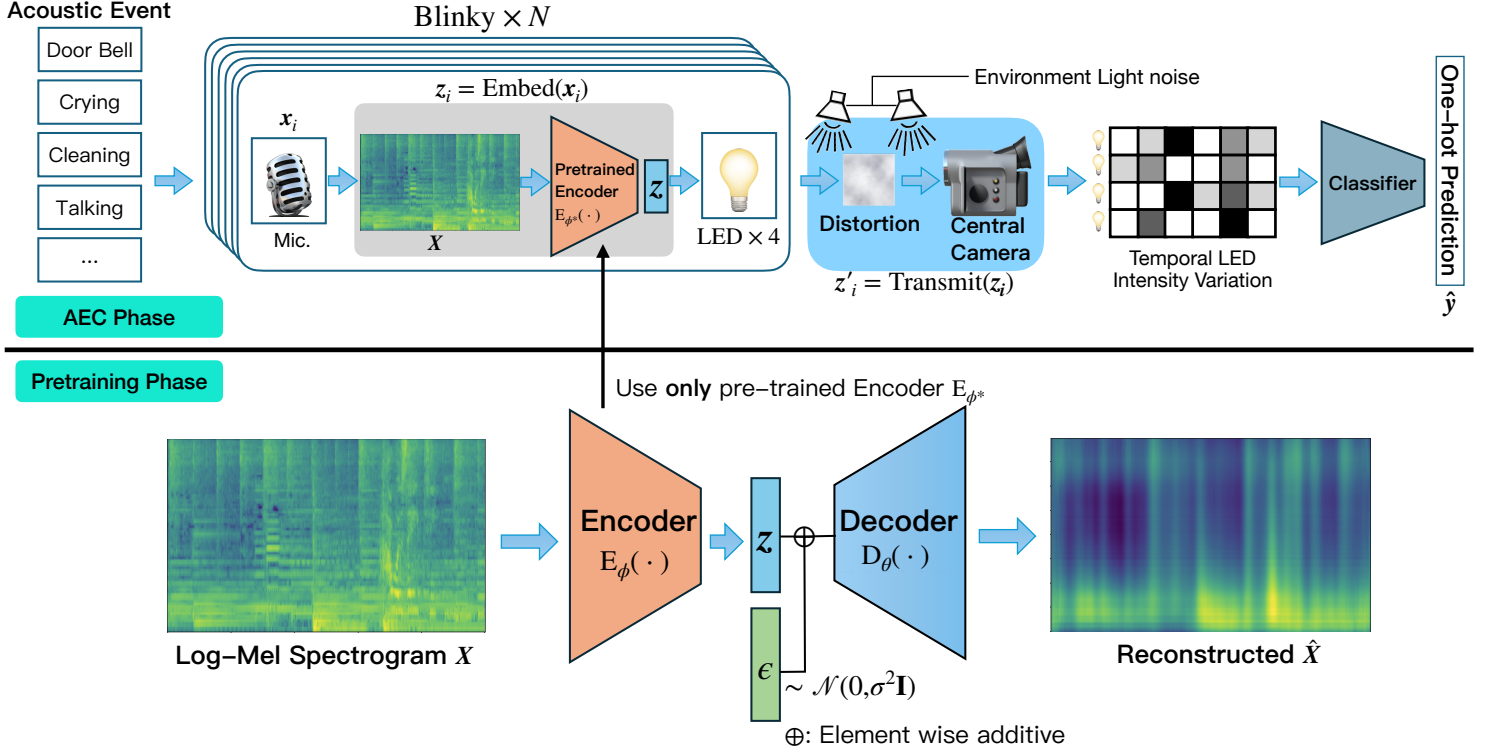 Acoustic Event
Door Bell
Crying
Cleaning
Talking
...
AEC Phase
Blinky × N
z_i = Embed(x_i)
x_i
Mic.
X
Pretrained
Encoder
E_ϕ*(·)
z
LED × 4
Environment Light noise
Distortion
Central
Camera
z'_i = Transmit(z_i)
Temporal LED
Intensity Variation
Classifier
One-hot Prediction
ŷ
Pretraining Phase
Use only pre-trained Encoder E_ϕ*
Log-Mel Spectrogram X
Encoder
E_ϕ(·)
z
ϵ
∼ 𝒩(0,σ²I)
⊕: Element wise additive
Decoder
D_θ(·)
Reconstructed X̂